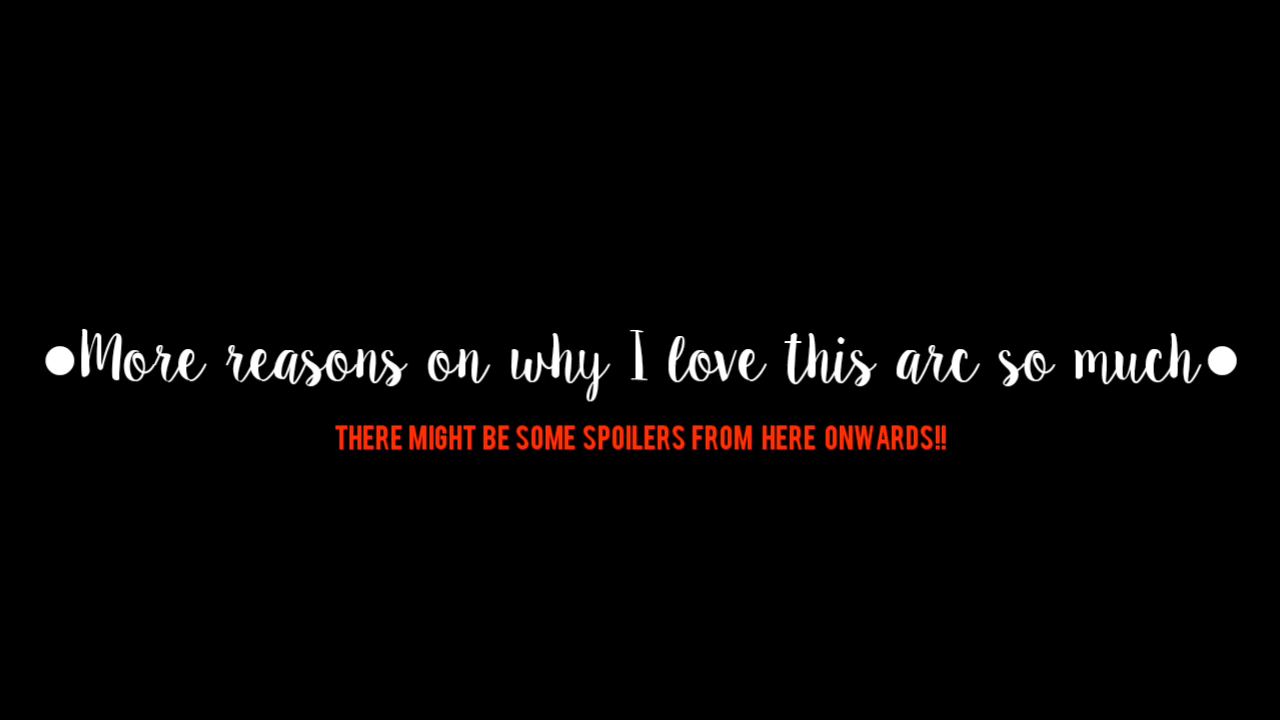 •More reasons on why I love this arc so much•
THERE MIGHT BE SOME SPOILERS FROM HERE ONWARDS!!